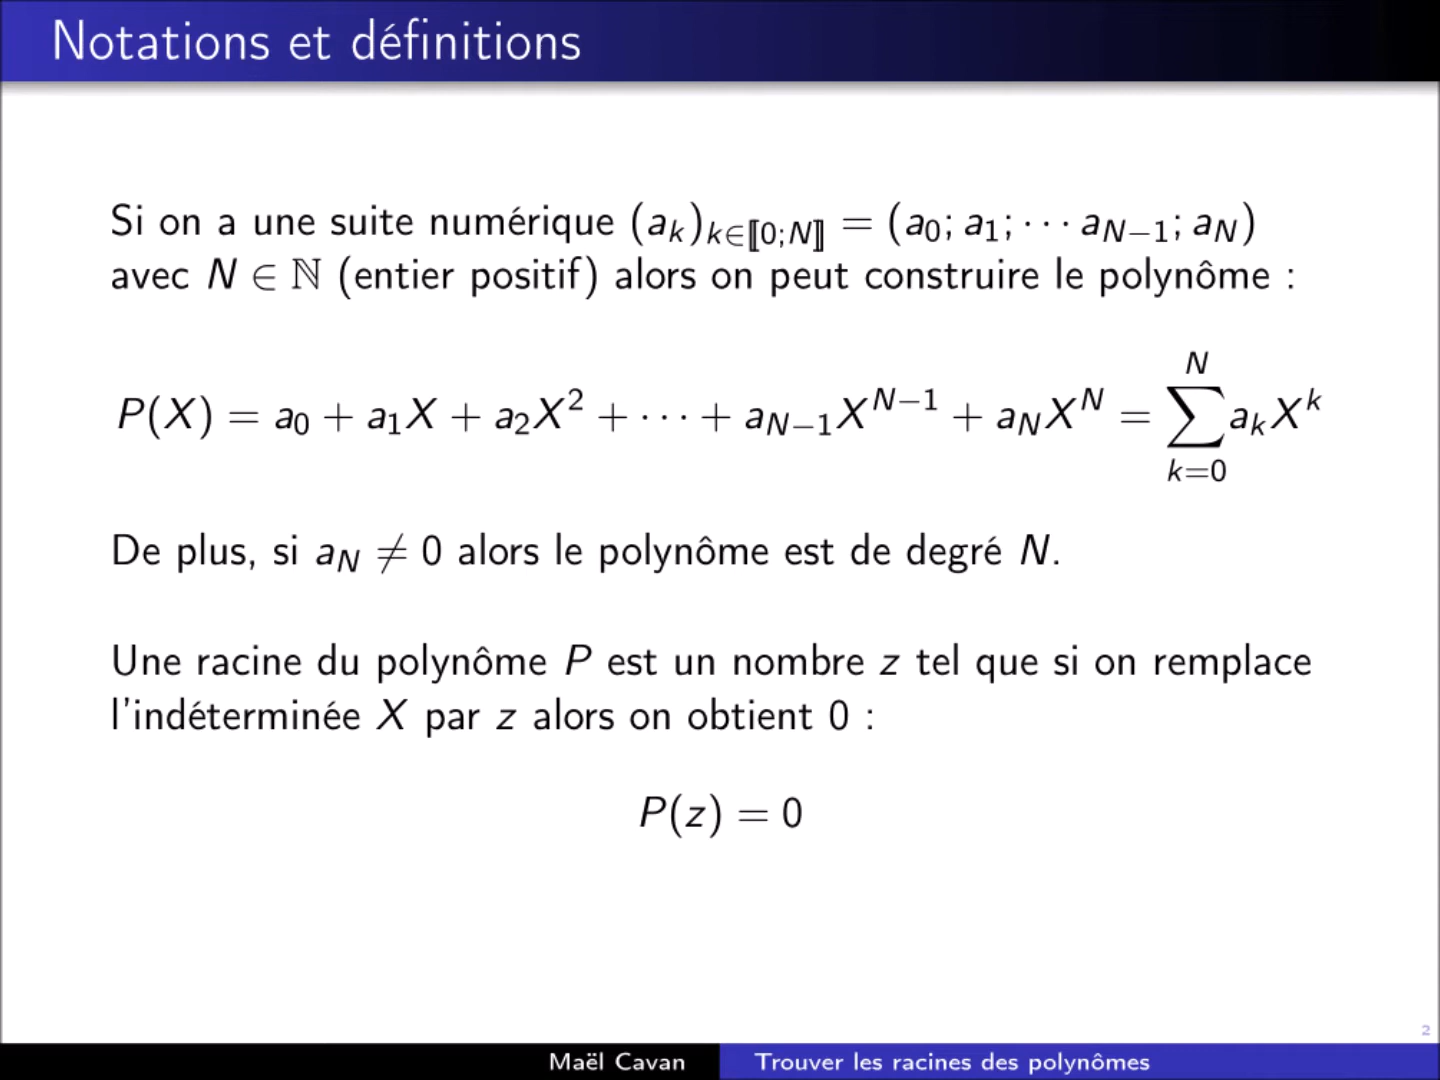 Notations et définitions
Si on a une suite numérique (a_k)_{k∈⟦0;N⟧} = (a_0; a_1; ··· a_{N−1}; a_N)
avec N ∈ ℕ (entier positif) alors on peut construire le polynôme :
P(X) = a_0 + a_1X + a_2X^2 + ··· + a_{N−1}X^{N−1} + a_NX^N = ∑_{k=0}^{N} a_kX^k
De plus, si a_N ≠ 0 alors le polynôme est de degré N.
Une racine du polynôme P est un nombre z tel que si on remplace
l'indéterminée X par z alors on obtient 0 :
P(z) = 0
2
Maël Cavan Trouver les racines des polynômes